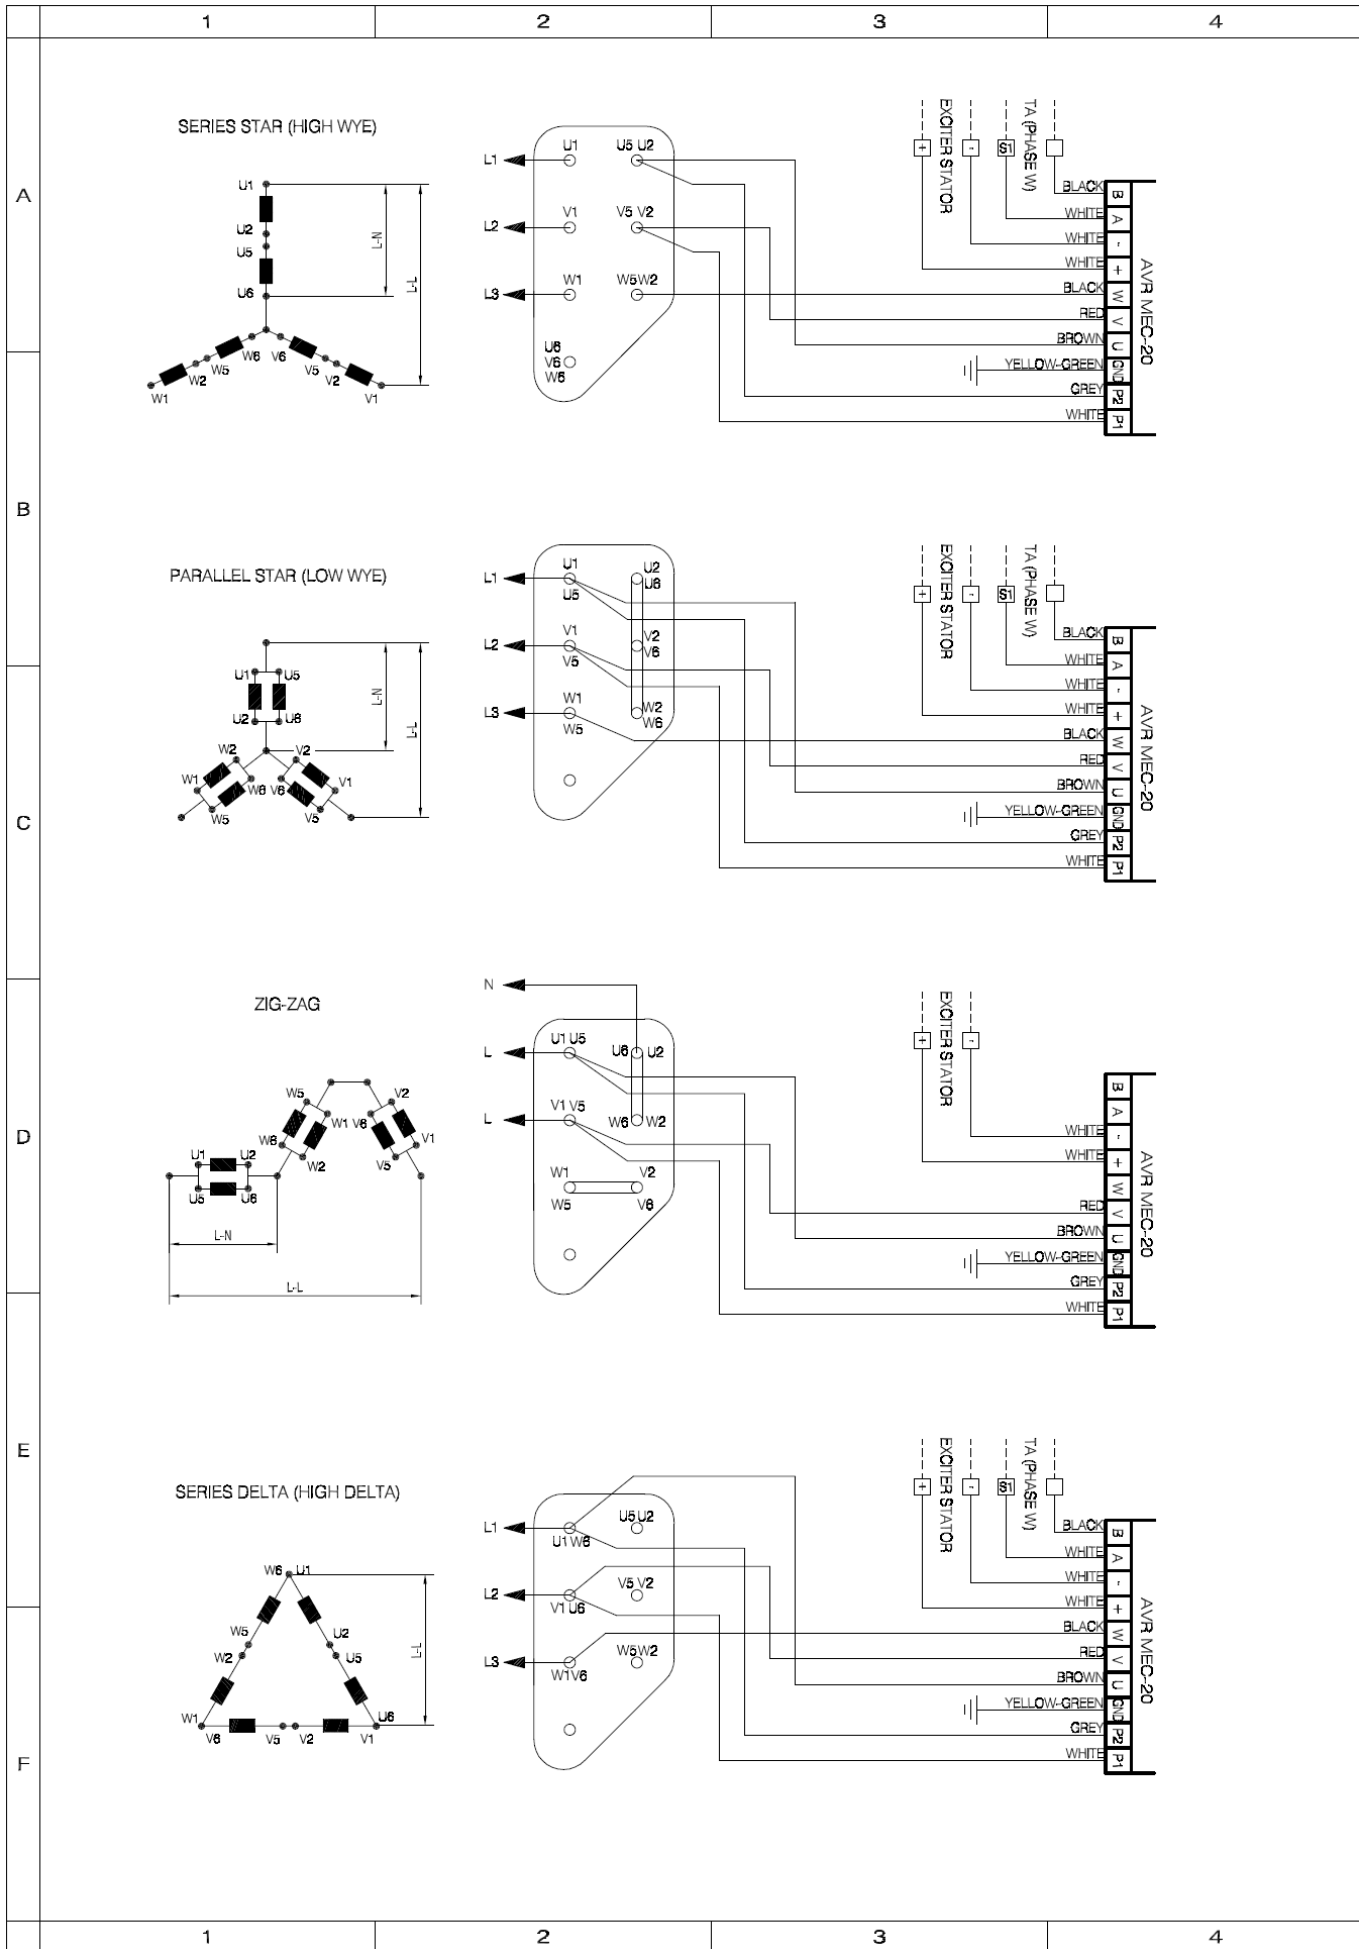 1 2 3 4
A
B
C
D
E
F
SERIES STAR (HIGH WYE)
U1
U2
U5
U6
W6 V6
W5 V5
W2 V2
W1 V1
L-N
L-L
L1
L2
L3
U1 U5 U2
V1 V5 V2
W1 W5 W2
U6
V6
W6
EXCITER STATOR
+ -
TA (PHASE W)
S1
BLACK B
WHITE A
WHITE -
WHITE +
BLACK W
RED V
BROWN U
YELLOW-GREEN GND
GREY P2
WHITE P1
AVR MEC-20
PARALLEL STAR (LOW WYE)
U1 U5
U2 U6
W2 V2
W1 W6 V6 V1
W5 V5
L-N
L-L
L1
L2
L3
U1 U2
U5 U6
V1 V2
V5 V6
W1 W2
W5 W6
EXCITER STATOR
+ -
TA (PHASE W)
S1
BLACK B
WHITE A
WHITE -
WHITE +
BLACK W
RED V
BROWN U
YELLOW-GREEN GND
GREY P2
WHITE P1
AVR MEC-20
ZIG-ZAG
W5 V2
W1 V6
W6 V1
U1 U2 W2 V5
U5 U6
L-N
L-L
N
L
L
U1 U5 U6 U2
V1 V5 W6 W2
W1 V2
W5 V6
EXCITER STATOR
+ -
B
A
WHITE -
WHITE +
W
RED V
BROWN U
YELLOW-GREEN GND
GREY P2
WHITE P1
AVR MEC-20
SERIES DELTA (HIGH DELTA)
W6 U1
W5 U2
W2 U5
W1 U6
V6 V5 V2 V1
L-L
L1
L2
L3
U5 U2
U1 W6
V5 V2
V1 U6
W5 W2
W1 V6
EXCITER STATOR
+ -
TA (PHASE W)
S1
BLACK B
WHITE A
WHITE -
WHITE +
BLACK W
RED V
BROWN U
YELLOW-GREEN GND
GREY P2
WHITE P1
AVR MEC-20
1 2 3 4